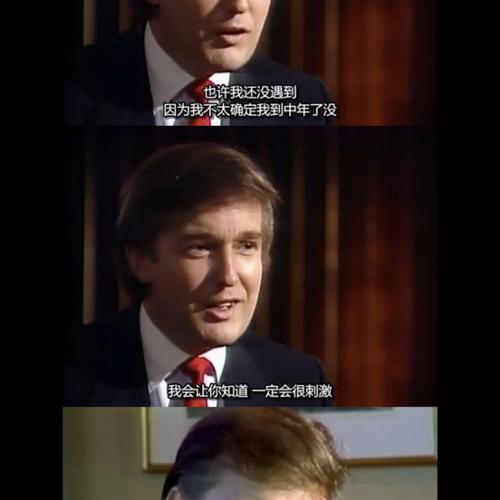 也许我还没遇到
因为我不太确定我到中年了没
我会让你知道 一定会很刺激